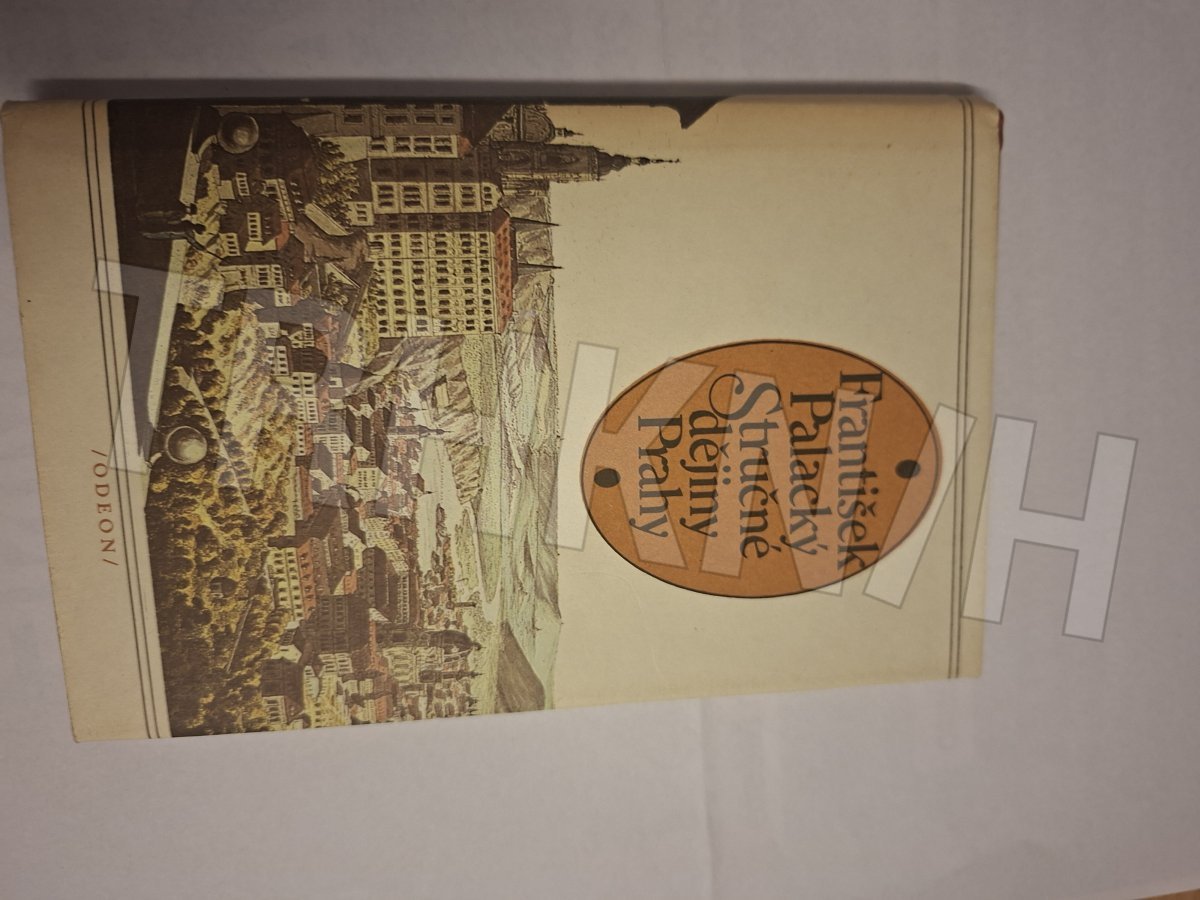 František
Palacký
Stručné
dějiny
Prahy
/ODEON/